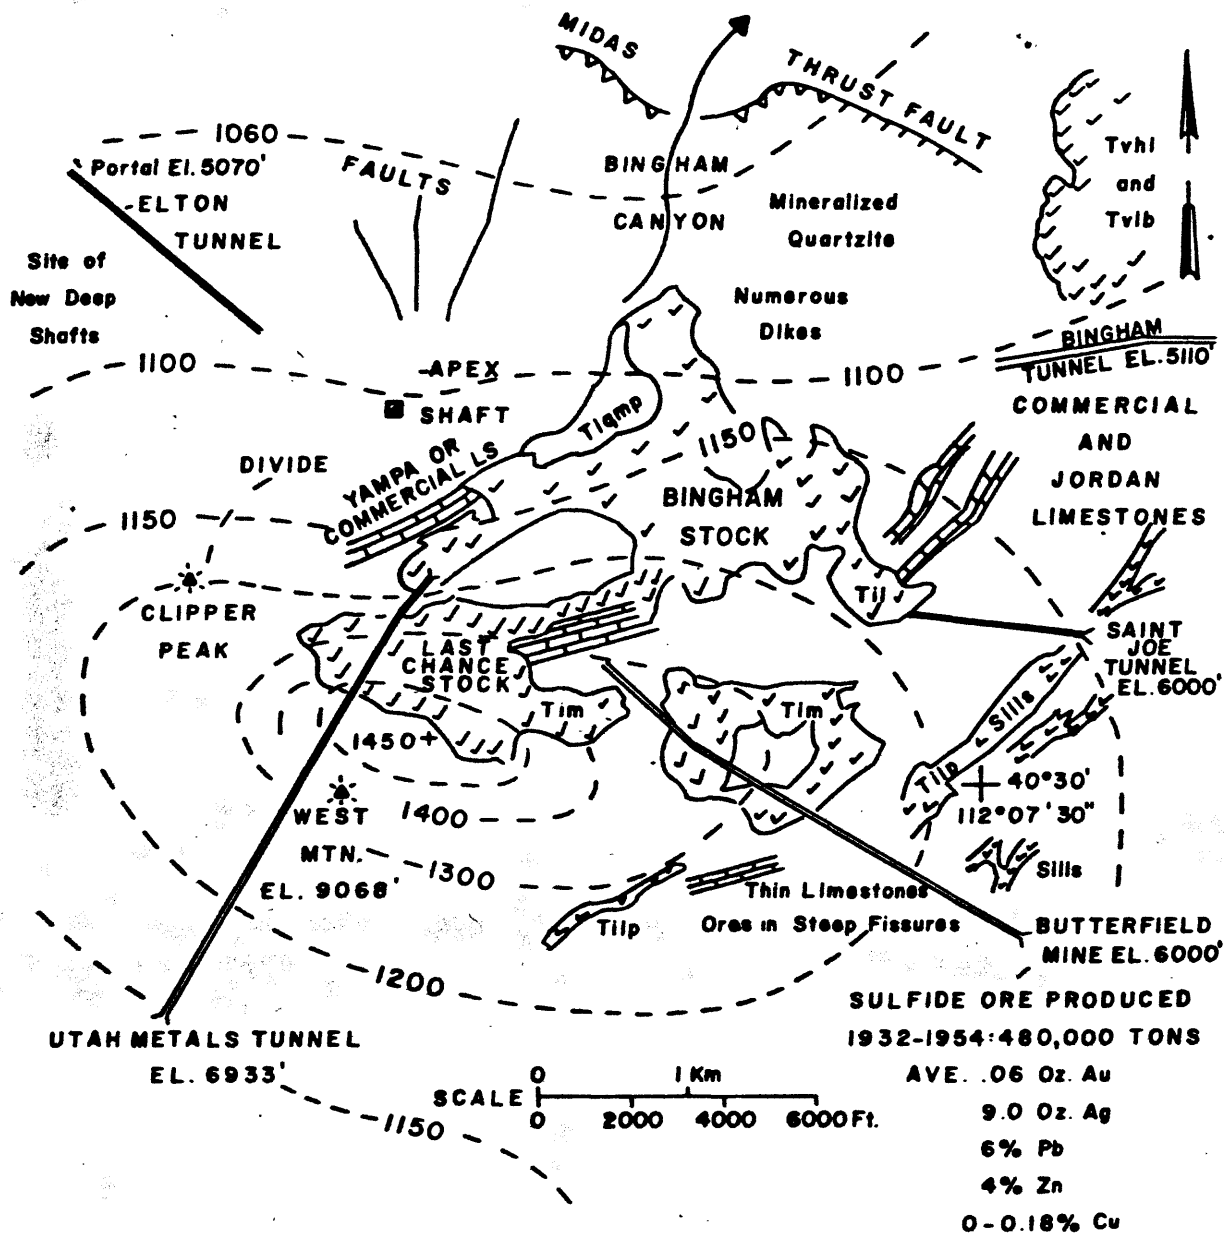 MIDAS
THRUST FAULT
1060
Portal El. 5070'
FAULTS
BINGHAM
CANYON
Tvhl
and
Tvlb
ELTON
TUNNEL
Mineralized
Quartzite
Site of
New Deep
Shafts
Numerous
Dikes
BINGHAM
TUNNEL EL. 5110'
1100
APEX
SHAFT
1100
COMMERCIAL
AND
JORDAN
LIMESTONES
Tiqmp
1150
DIVIDE
YAMPA OR
COMMERCIAL LS
BINGHAM
STOCK
1150
CLIPPER
PEAK
Til
LAST
CHANCE
STOCK
SAINT
JOE
TUNNEL
EL. 6000'
Tim
Tim
Sills
Tilp
1450+
40°30'
112°07'30"
WEST
MTN.
EL. 9068'
1400
1300
Thin Limestones
Ores in Steep Fissures
Sills
Tilp
BUTTERFIELD
MINE EL. 6000'
1200
SULFIDE ORE PRODUCED
1932-1954:480,000 TONS
AVE. .06 Oz. Au
9.0 Oz. Ag
6% Pb
4% Zn
0-0.18% Cu
UTAH METALS TUNNEL
EL. 6933'
1150
0 1 Km
SCALE
0 2000 4000 6000 Ft.